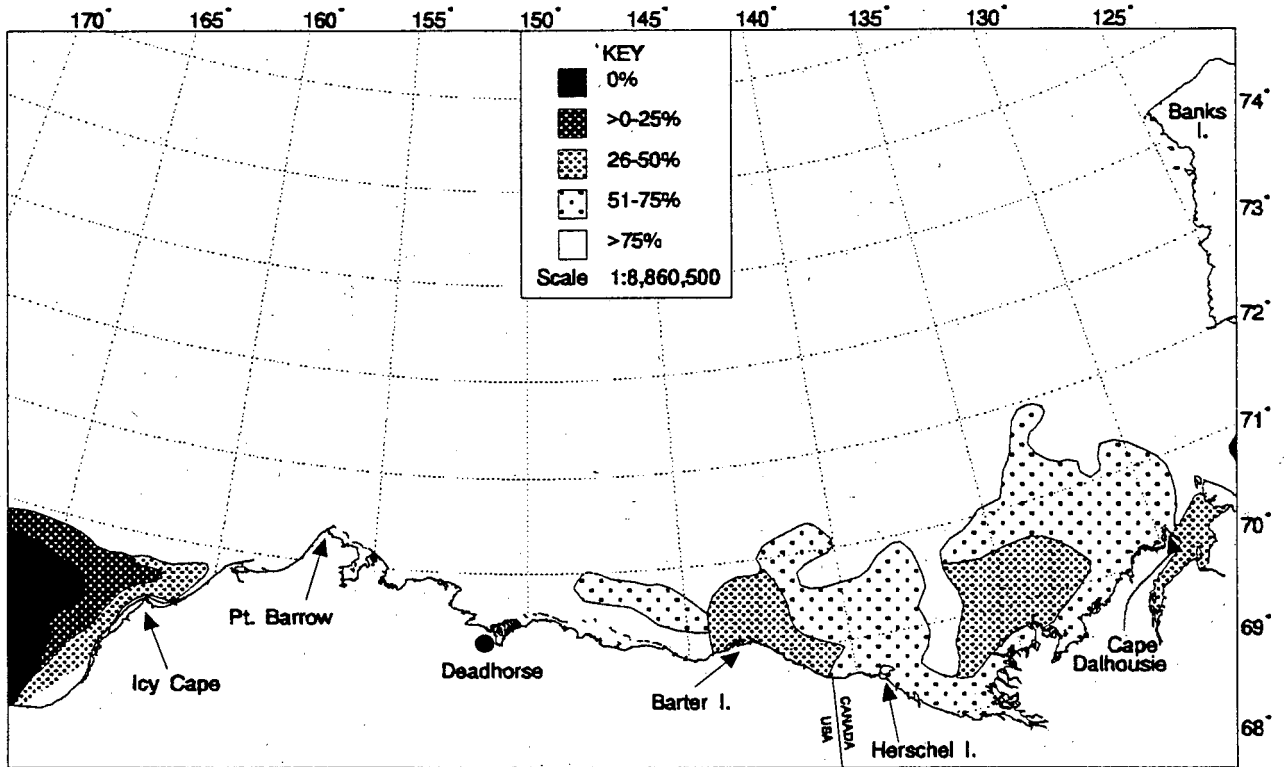 170° 165° 160° 155° 150° 145° 140° 135° 130° 125°
KEY
0%
>0-25%
26-50%
51-75%
>75%
Scale 1:8,860,500
Banks
I.
74°
73°
72°
71°
70°
69°
68°
Pt. Barrow
Icy Cape
Deadhorse
Barter I.
CANADA
USA
Herschel I.
Cape
Dalhousie